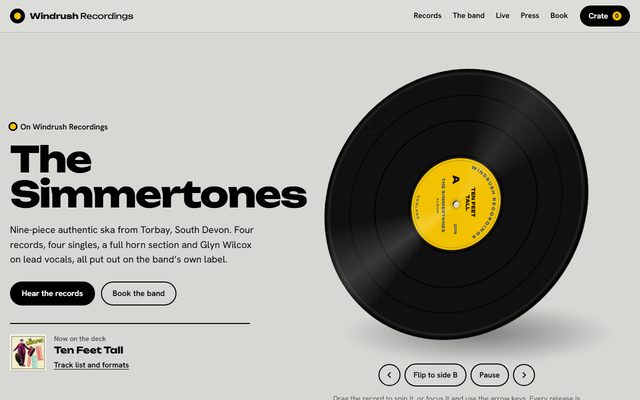 Windrush Recordings
Records
The band
Live
Press
Book
Crate 0
On Windrush Recordings
The
Simmertones
Nine-piece authentic ska from Torbay, South Devon. Four
records, four singles, a full horn section and Glyn Wilcox
on lead vocals, all put out on the band’s own label.
Hear the records
Book the band
Now on the deck
Ten Feet Tall
Track list and formats
WINDRUSH RECORDINGS
A
TEN FEET
TALL
THE SIMMERTONES
Flip to side B
Pause
Drag the record to spin it, or focus it and use the arrow keys. Every release is